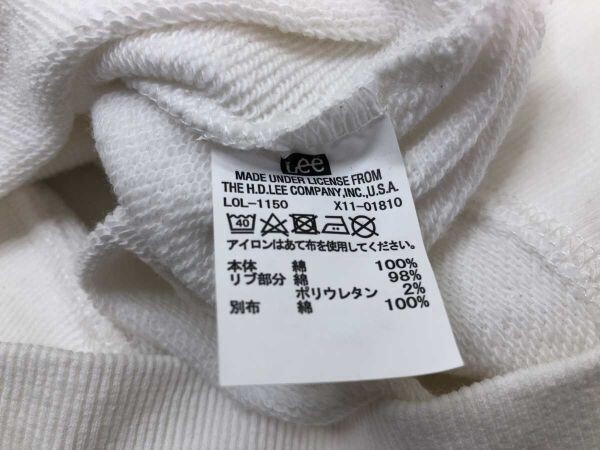 Lee
MADE UNDER LICENSE FROM
THE H.D.LEE COMPANY,INC.,U.S.A.
LOL-1150 X11-01810
40
アイロンはあて布を使用してください。
本体 綿 100%
リブ部分 綿 98%
ポリウレタン 2%
別布 綿 100%